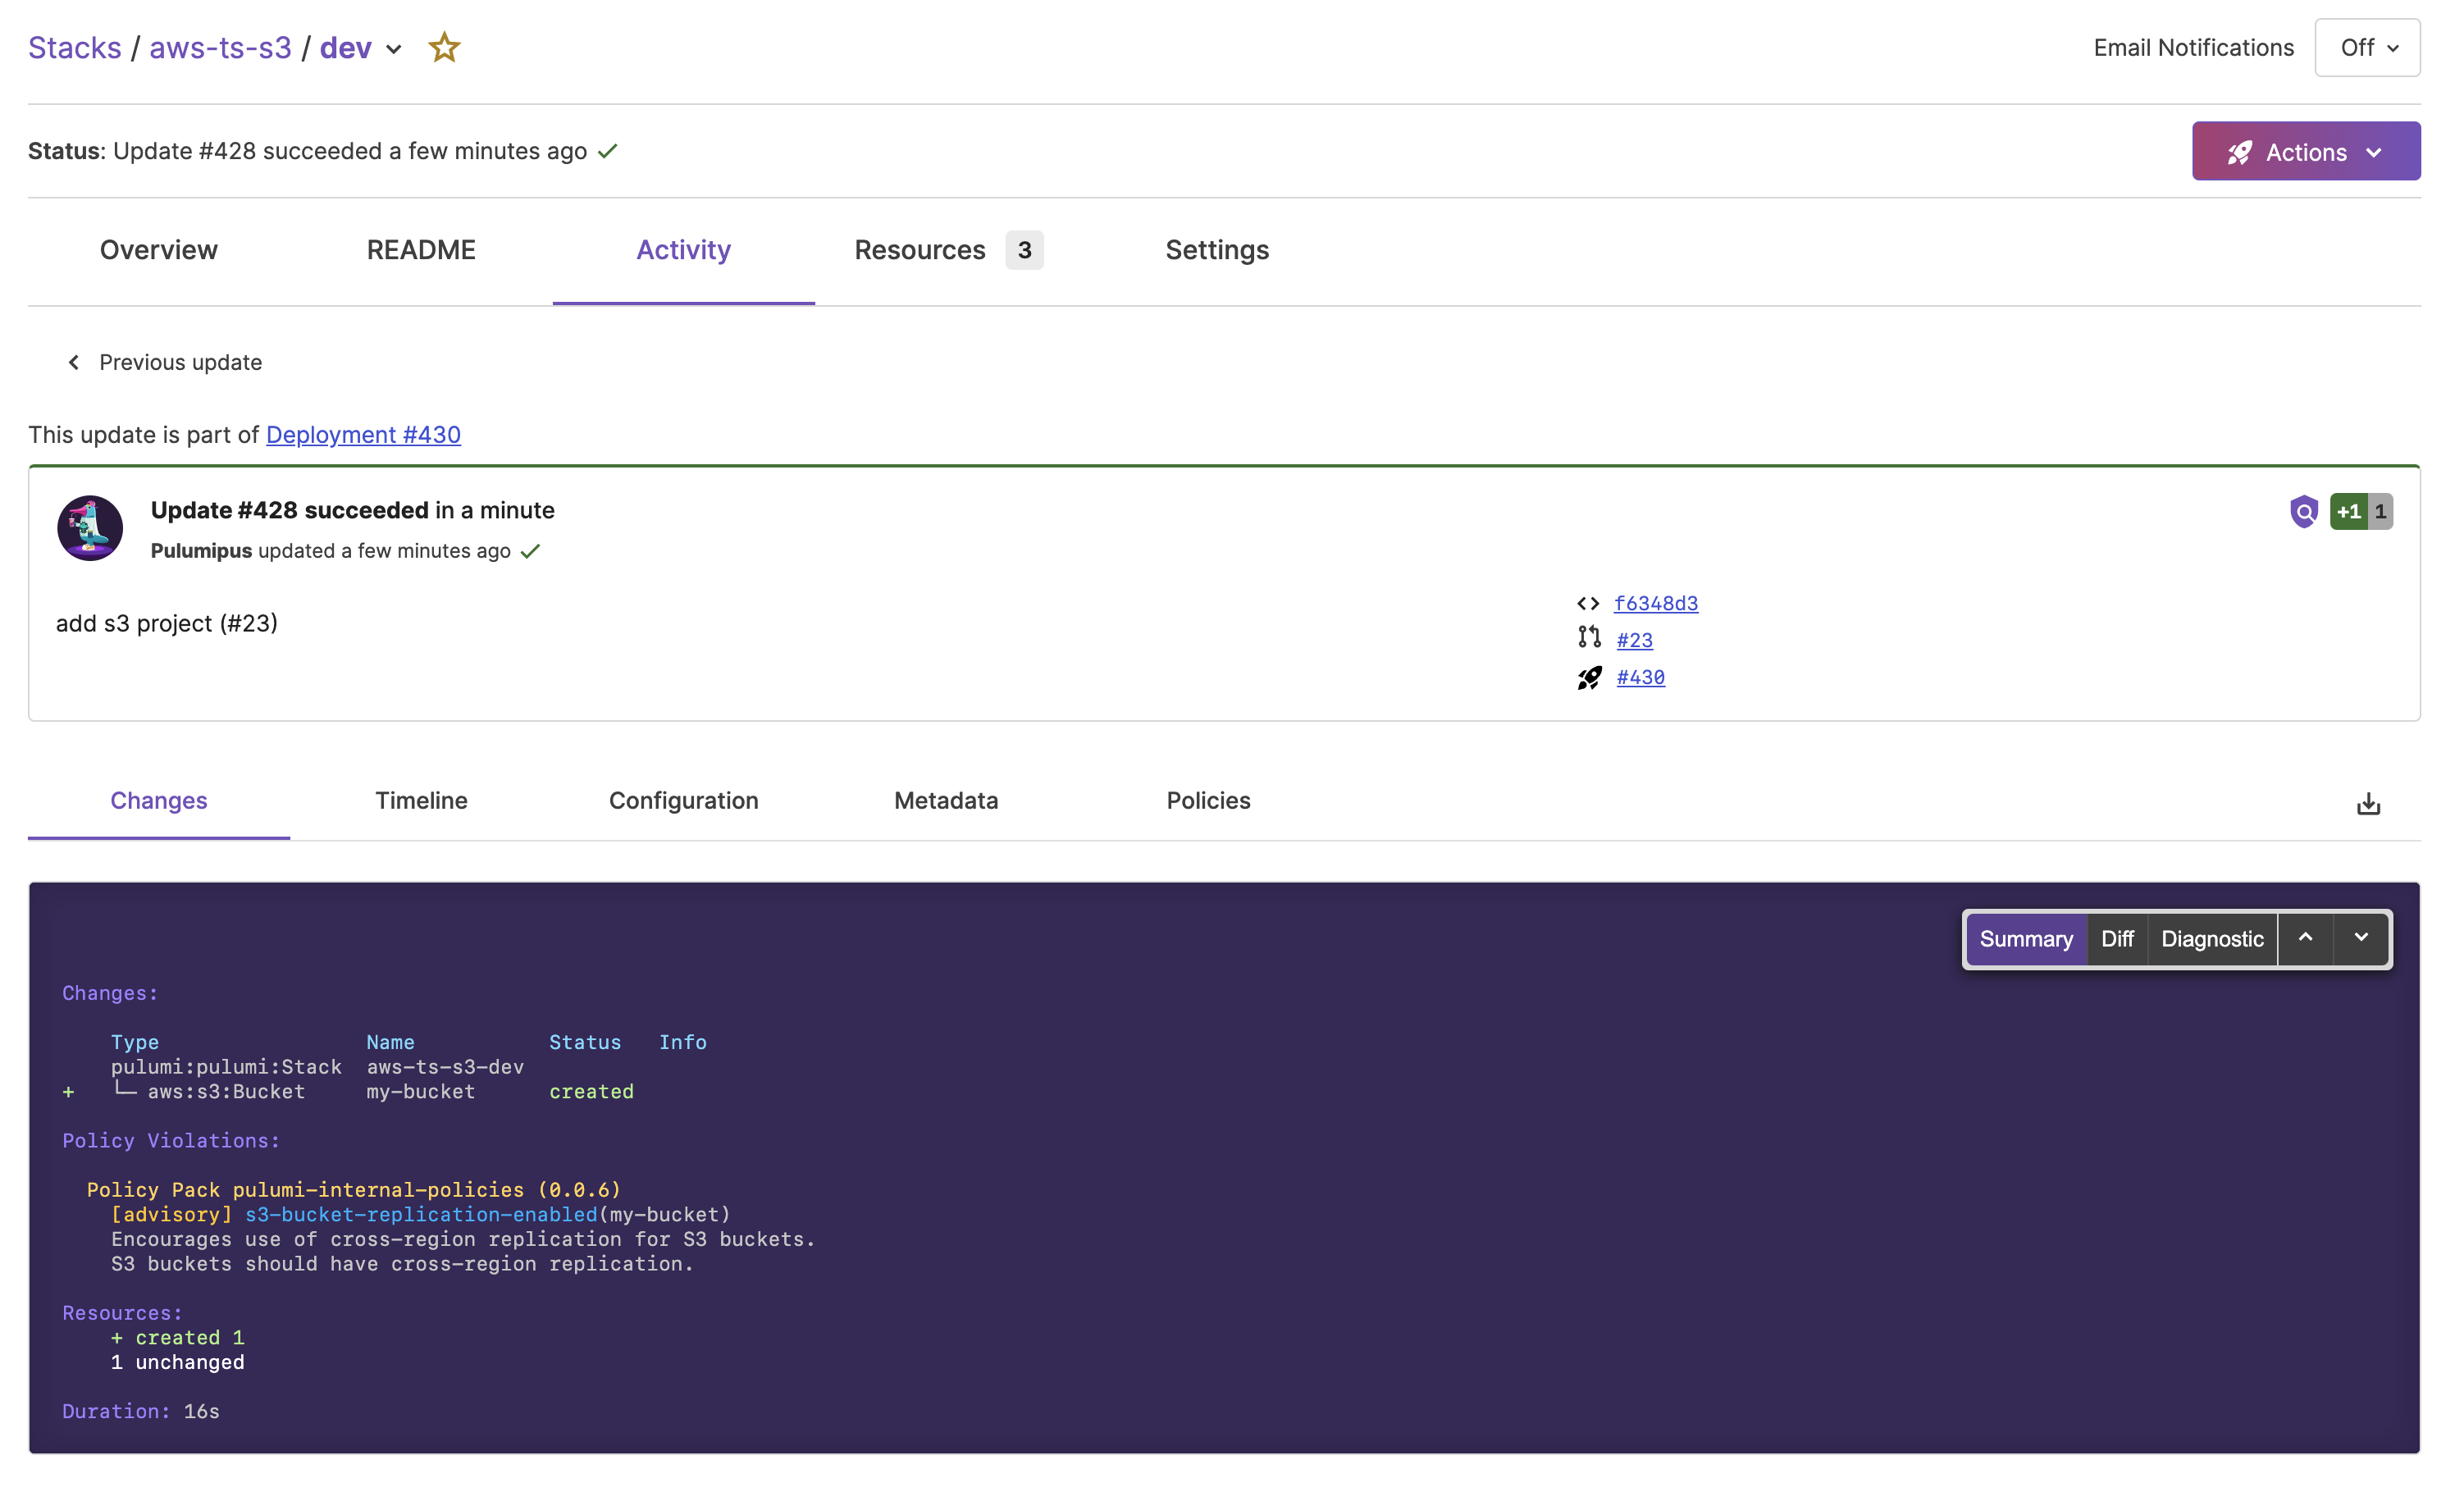 Stacks / aws-ts-s3 / dev
Email Notifications Off
Status: Update #428 succeeded a few minutes ago
Actions
Overview README Activity Resources 3 Settings
Previous update
This update is part of Deployment #430
Update #428 succeeded in a minute
+1 1
Pulumipus updated a few minutes ago
add s3 project (#23)
f6348d3
#23
#430
Changes Timeline Configuration Metadata Policies
Summary Diff Diagnostic
Changes:
Type Name Status Info
pulumi:pulumi:Stack aws-ts-s3-dev
+ └─ aws:s3:Bucket my-bucket created
Policy Violations:
Policy Pack pulumi-internal-policies (0.0.6)
[advisory] s3-bucket-replication-enabled(my-bucket)
Encourages use of cross-region replication for S3 buckets.
S3 buckets should have cross-region replication.
Resources:
+ created 1
1 unchanged
Duration: 16s